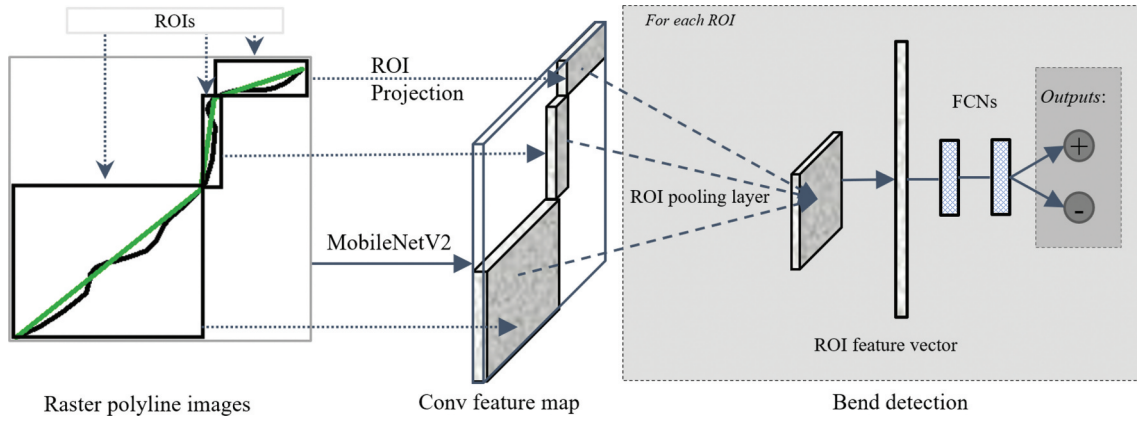 ROIs
ROI
Projection
MobileNetV2
Raster polyline images
Conv feature map
For each ROI
ROI pooling layer
FCNs
Outputs:
+
-
ROI feature vector
Bend detection